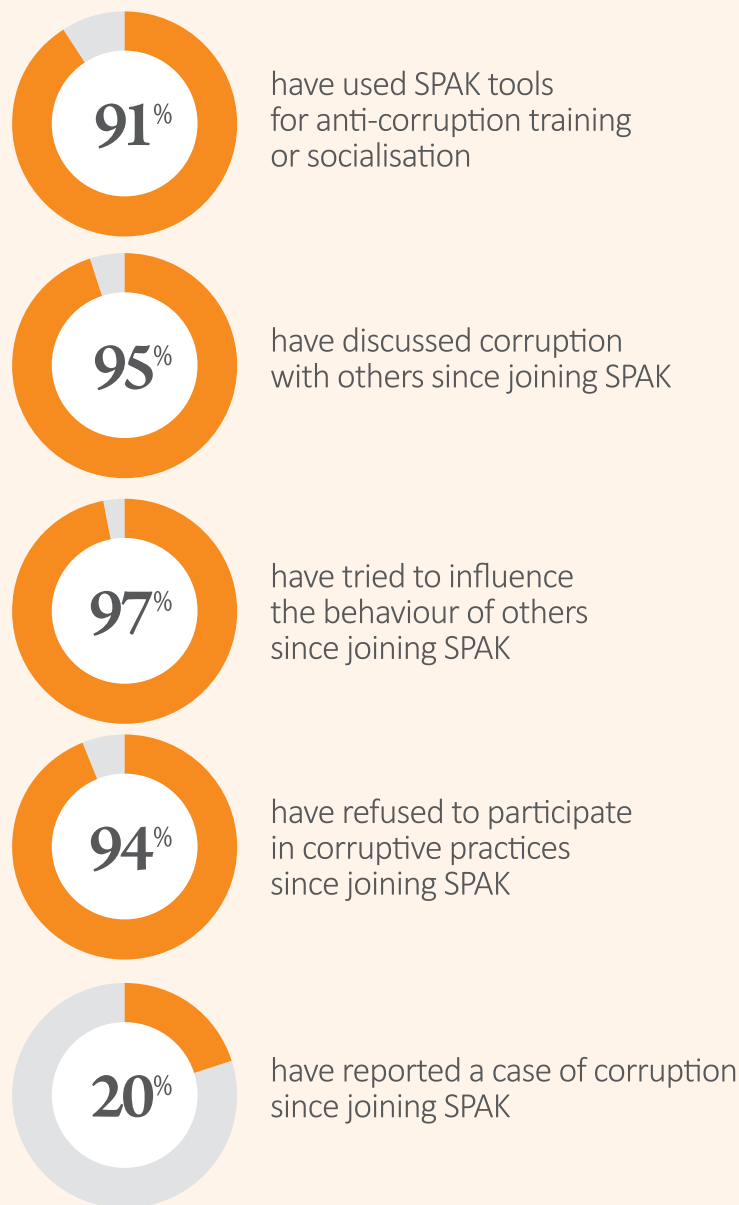 91%
have used SPAK tools
for anti-corruption training
or socialisation
95%
have discussed corruption
with others since joining SPAK
97%
have tried to influence
the behaviour of others
since joining SPAK
94%
have refused to participate
in corruptive practices
since joining SPAK
20%
have reported a case of corruption
since joining SPAK